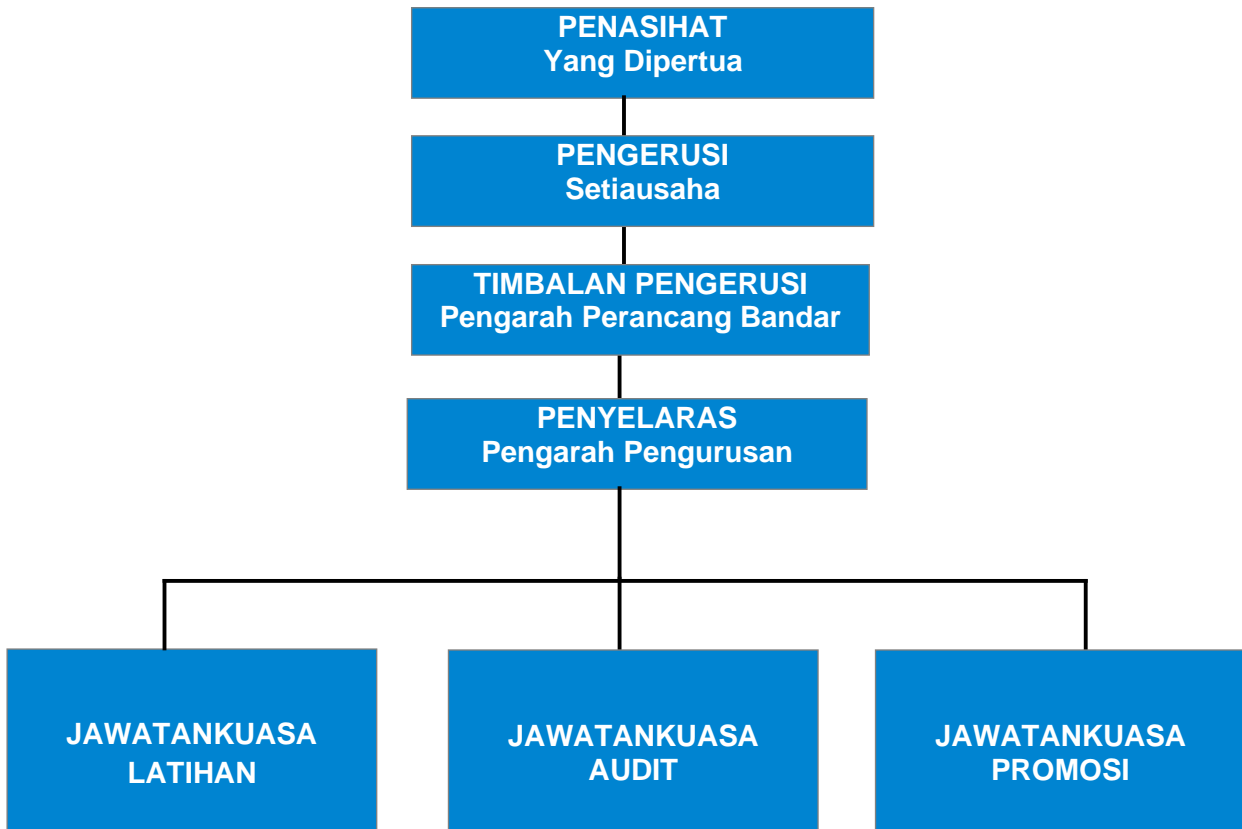 PENASIHAT
Yang Dipertua
PENGERUSI
Setiausaha
TIMBALAN PENGERUSI
Pengarah Perancang Bandar
PENYELARAS
Pengarah Pengurusan
JAWATANKUASA
LATIHAN
JAWATANKUASA
AUDIT
JAWATANKUASA
PROMOSI